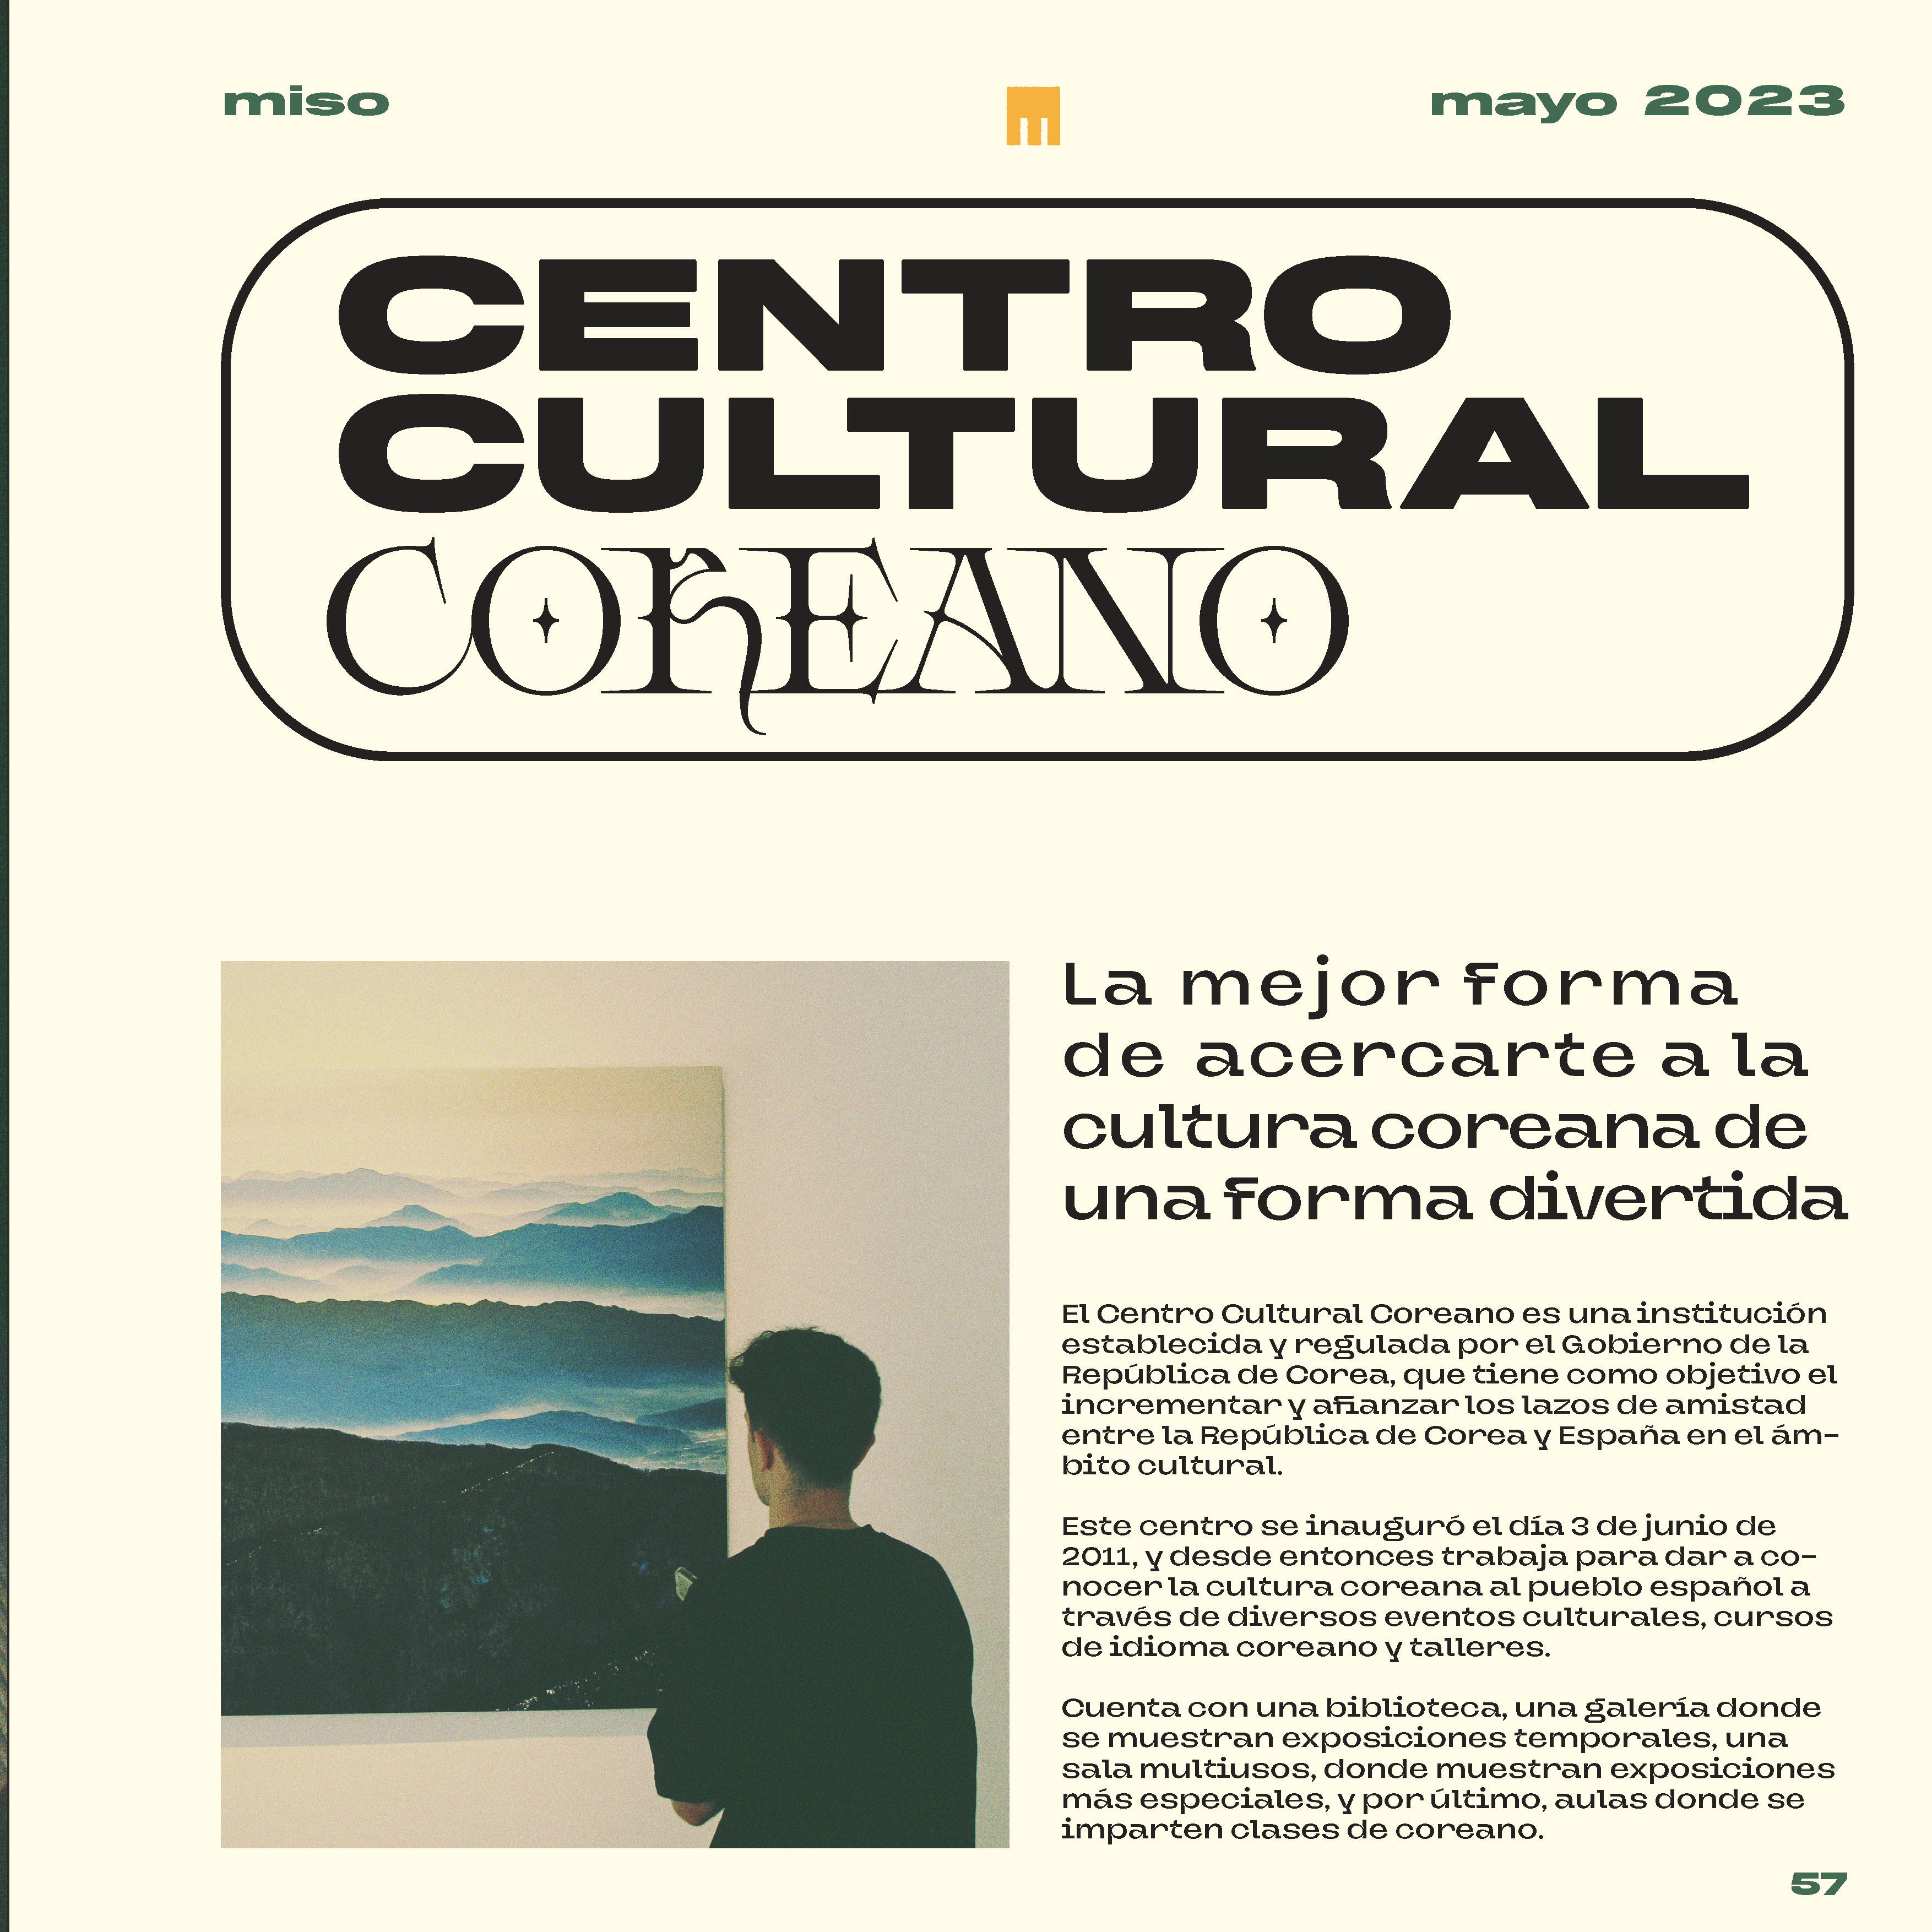 miso
mayo 2023
CENTRO
CULTURAL
COREANO
La mejor forma
de acercarte a la
cultura coreana de
una forma divertida
El Centro Cultural Coreano es una institución
establecida y regulada por el Gobierno de la
República de Corea, que tiene como objetivo el
incrementar y afianzar los lazos de amistad
entre la República de Corea y España en el ám-
bito cultural.
Este centro se inauguró el día 3 de junio de
2011, y desde entonces trabaja para dar a co-
nocer la cultura coreana al pueblo español a
través de diversos eventos culturales, cursos
de idioma coreano y talleres.
Cuenta con una biblioteca, una galería donde
se muestran exposiciones temporales, una
sala multiusos, donde muestran exposiciones
más especiales, y por último, aulas donde se
imparten clases de coreano.
57